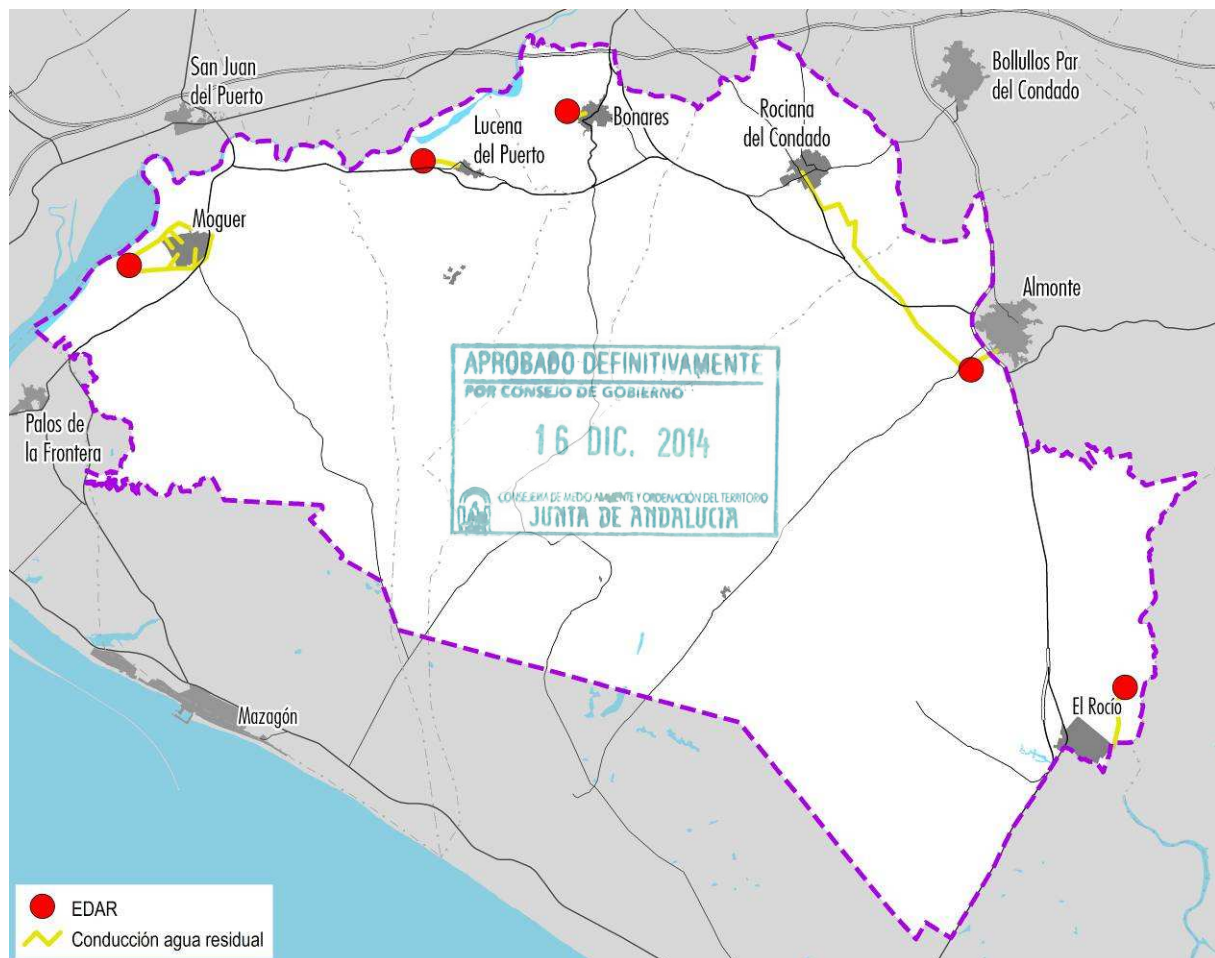 San Juan
del Puerto
Bollullos Par
del Condado
Rociana
del Condado
Bonares
Lucena
del Puerto
Moguer
Almonte
APROBADO DEFINITIVAMENTE
POR CONSEJO DE GOBIERNO
16 DIC. 2014
CONSEJERIA DE MEDIO AMBIENTE Y ORDENACIÓN DEL TERRITORIO
JUNTA DE ANDALUCIA
Palos de
la Frontera
El Rocío
Mazagón
EDAR
Conducción agua residual